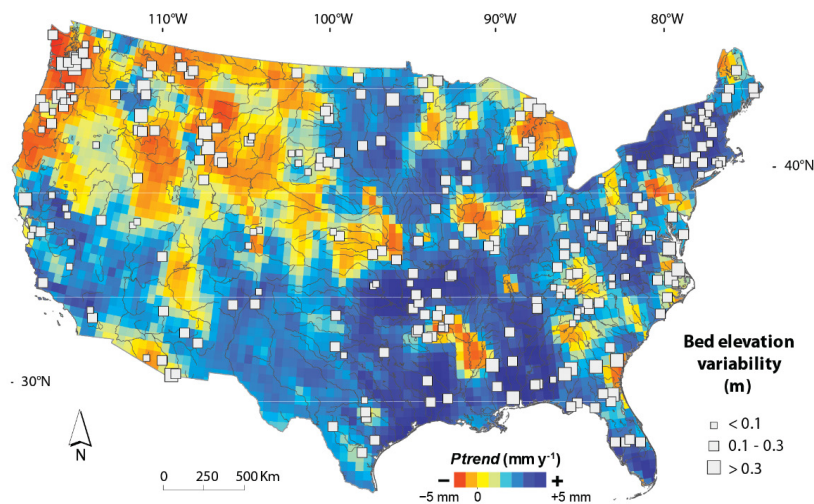 110°W 100°W 90°W 80°W
- 40°N
- 30°N
Bed elevation
variability
(m)
< 0.1
0.1 - 0.3
> 0.3
N
0 250 500 Km
Ptrend (mm y-1)
− +
−5 mm 0 +5 mm